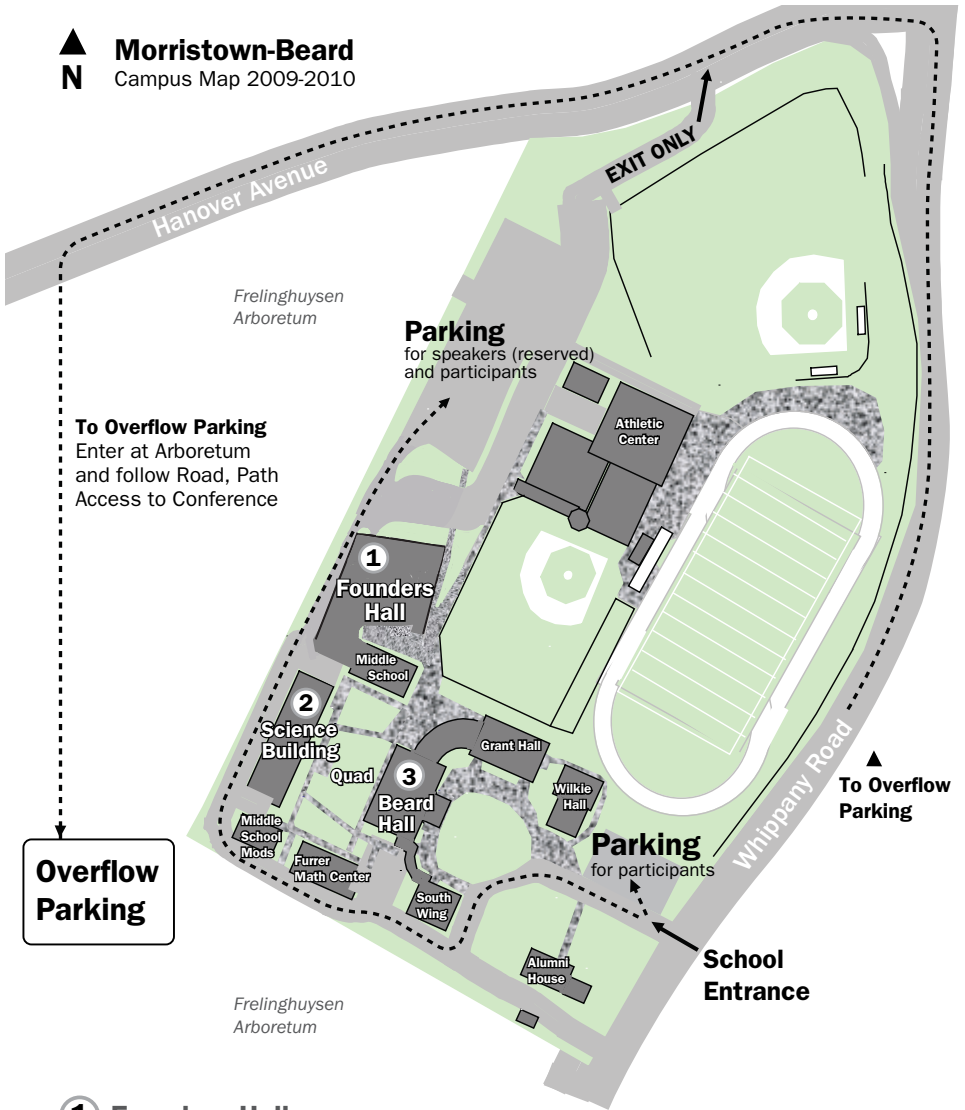 N
Morristown-Beard
Campus Map 2009-2010
Hanover Avenue
EXIT ONLY
Frelinghuysen
Arboretum
Parking
for speakers (reserved)
and participants
To Overflow Parking
Enter at Arboretum
and follow Road, Path
Access to Conference
Athletic
Center
1
Founders
Hall
Middle
School
2
Science
Building
Quad
3
Beard
Hall
Grant Hall
Wilkie
Hall
Whippany Road
To Overflow
Parking
Middle
School
Mods
Furrer
Math Center
South
Wing
Parking
for participants
Overflow
Parking
Alumni
House
School
Entrance
Frelinghuysen
Arboretum